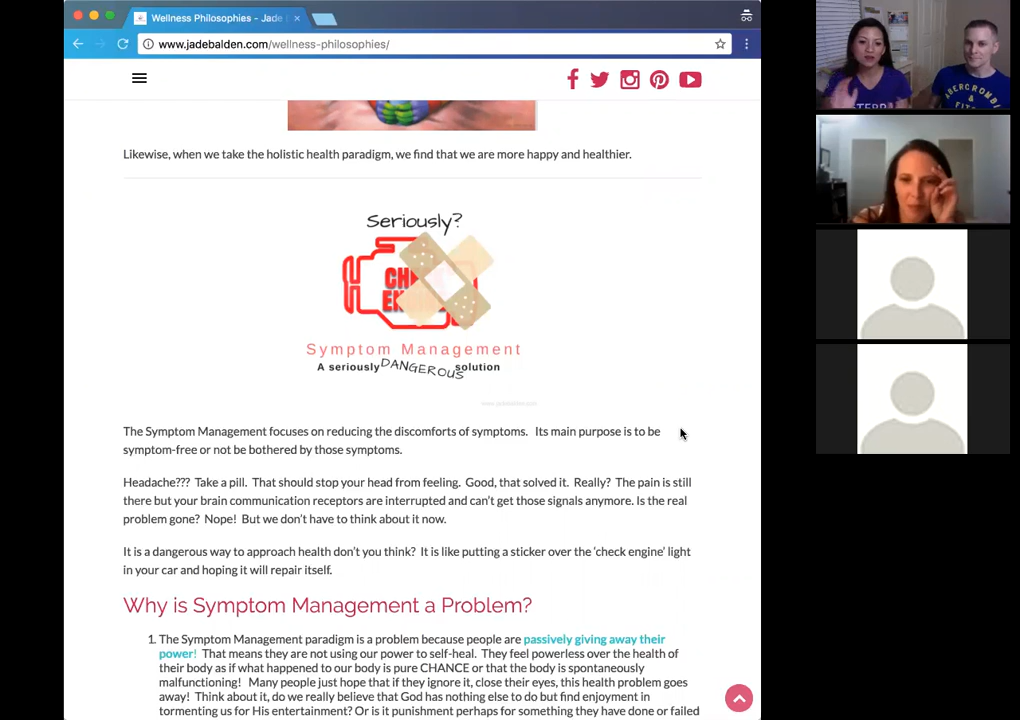 Wellness Philosophies - Jade
www.jadebalden.com/wellness-philosophies/
Likewise, when we take the holistic health paradigm, we find that we are more happy and healthier.
Seriously?
CH
EN
Symptom Management
A seriously DANGEROUS solution
www.jadebalden.com
The Symptom Management focuses on reducing the discomforts of symptoms. Its main purpose is to be
symptom-free or not be bothered by those symptoms.
Headache??? Take a pill. That should stop your head from feeling. Good, that solved it. Really? The pain is still
there but your brain communication receptors are interrupted and can't get those signals anymore. Is the real
problem gone? Nope! But we don't have to think about it now.
It is a dangerous way to approach health don't you think? It is like putting a sticker over the 'check engine' light
in your car and hoping it will repair itself.
Why is Symptom Management a Problem?
1. The Symptom Management paradigm is a problem because people are passively giving away their
power! That means they are not using our power to self-heal. They feel powerless over the health of
their body as if what happened to our body is pure CHANCE or that the body is spontaneously
malfunctioning! Many people just hope that if they ignore it, close their eyes, this health problem goes
away! Think about it, do we really believe that God has nothing else to do but find enjoyment in
tormenting us for His entertainment? Or is it punishment perhaps for something they have done or failed
ABERCROMBI
& FIT